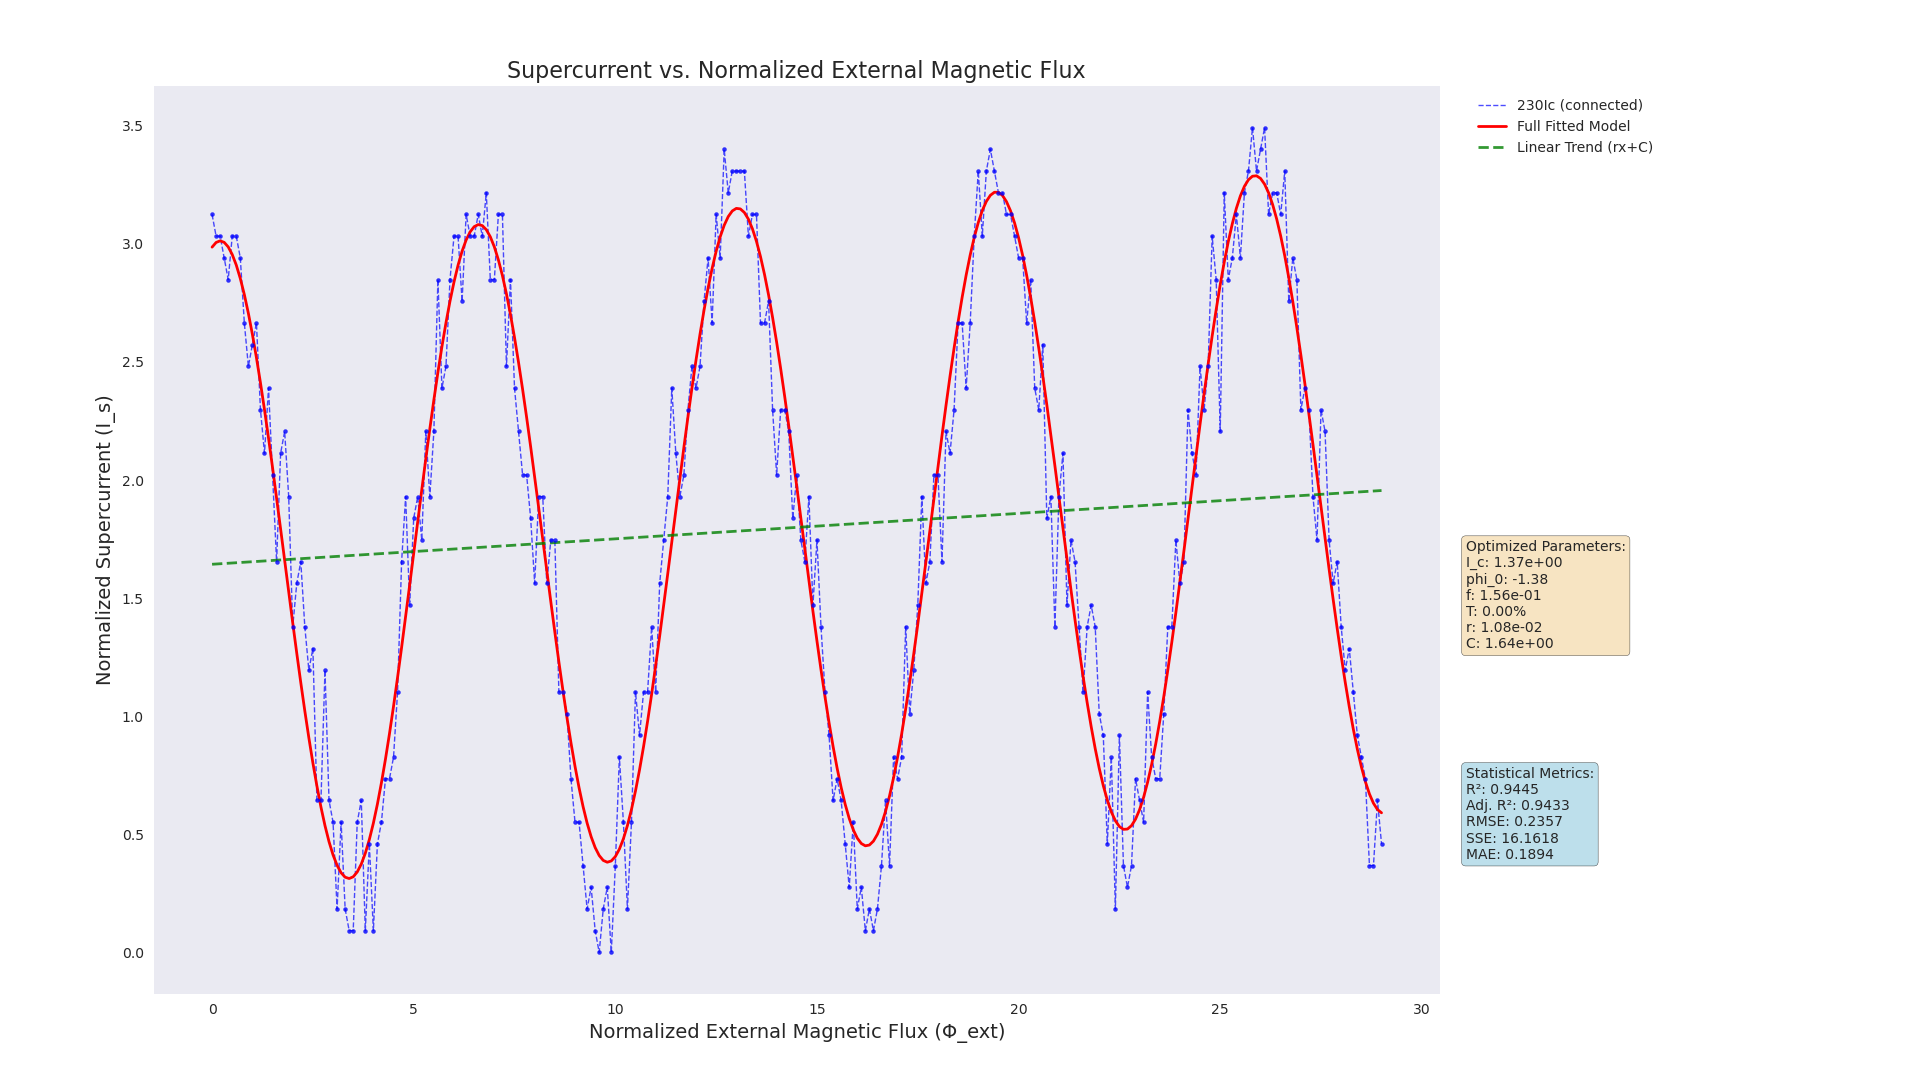 Supercurrent vs. Normalized External Magnetic Flux
230Ic (connected)
Full Fitted Model
Linear Trend (rx+C)
Normalized Supercurrent (I_s)
3.5
3.0
2.5
2.0
1.5
1.0
0.5
0.0
0
5
10
15
20
25
30
Normalized External Magnetic Flux (Φ_ext)
Optimized Parameters:
I_c: 1.37e+00
phi_0: -1.38
f: 1.56e-01
T: 0.00%
r: 1.08e-02
C: 1.64e+00
Statistical Metrics:
R²: 0.9445
Adj. R²: 0.9433
RMSE: 0.2357
SSE: 16.1618
MAE: 0.1894